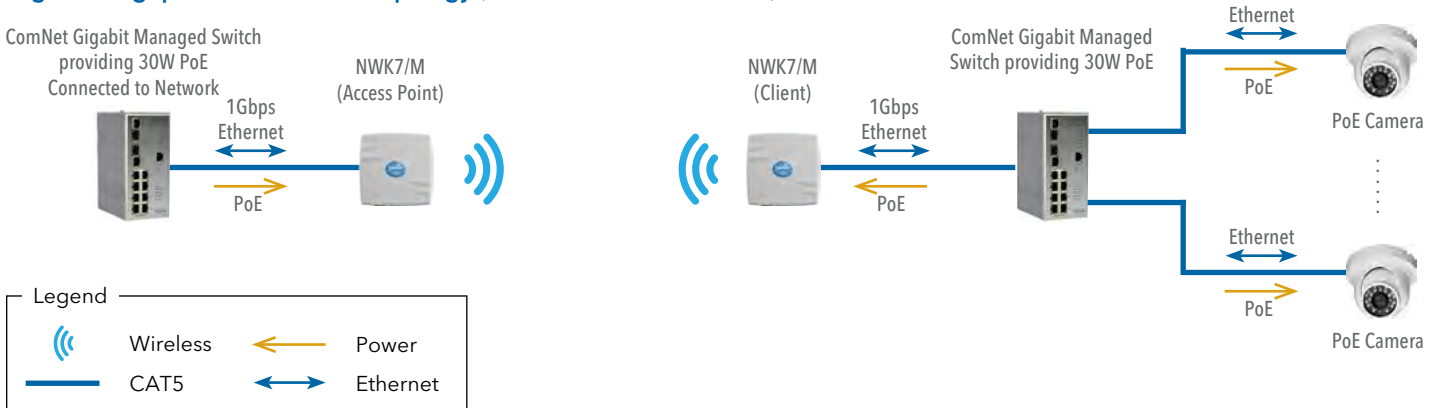 ComNet Gigabit Managed Switch
providing 30W PoE
Connected to Network
1Gbps
Ethernet
PoE
NWK7/M
(Access Point)
NWK7/M
(Client)
1Gbps
Ethernet
PoE
ComNet Gigabit Managed
Switch providing 30W PoE
Ethernet
PoE
PoE Camera
Ethernet
PoE
PoE Camera
Legend
Wireless
Power
CAT5
Ethernet